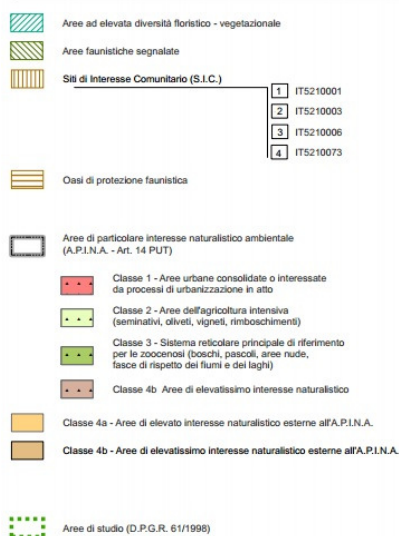 Aree ad elevata diversità floristico - vegetazionale
Aree faunistiche segnalate
Siti di Interesse Comunitario (S.I.C.)
1 IT5210001
2 IT5210003
3 IT5210006
4 IT5210073
Oasi di protezione faunistica
Aree di particolare interesse naturalistico ambientale
(A.P.I.N.A. - Art. 14 PUT)
Classe 1 - Aree urbane consolidate o interessate
da processi di urbanizzazione in atto
Classe 2 - Aree dell'agricoltura intensiva
(seminativi, oliveti, vigneti, rimboschimenti)
Classe 3 - Sistema reticolare principale di riferimento
per le zoocenosi (boschi, pascoli, aree nude,
fasce di rispetto dei fiumi e dei laghi)
Classe 4b Aree di elevatissimo interesse naturalistico
Classe 4a - Aree di elevato interesse naturalistico esterne all'A.P.I.N.A.
Classe 4b - Aree di elevatissimo interesse naturalistico esterne all'A.P.I.N.A.
Aree di studio (D.P.G.R. 61/1998)